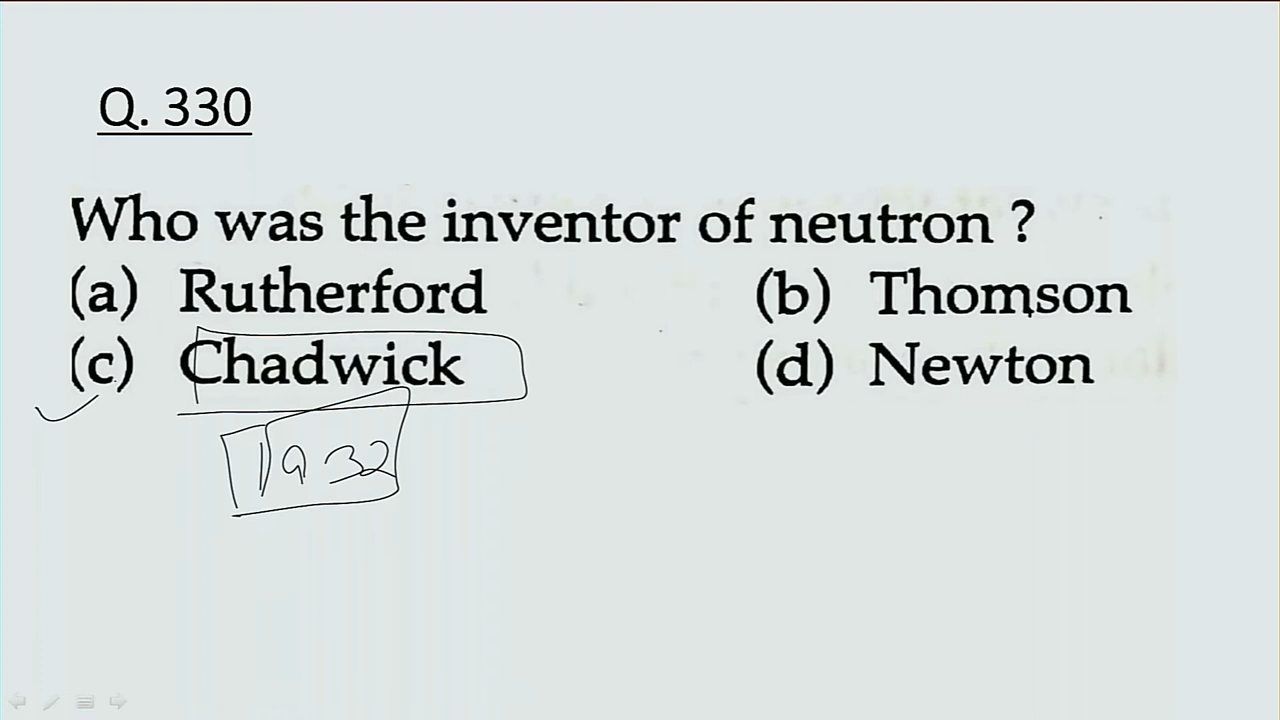 Q. 330
Who was the inventor of neutron ?
(a) Rutherford (b) Thomson
(c) Chadwick (d) Newton
1932